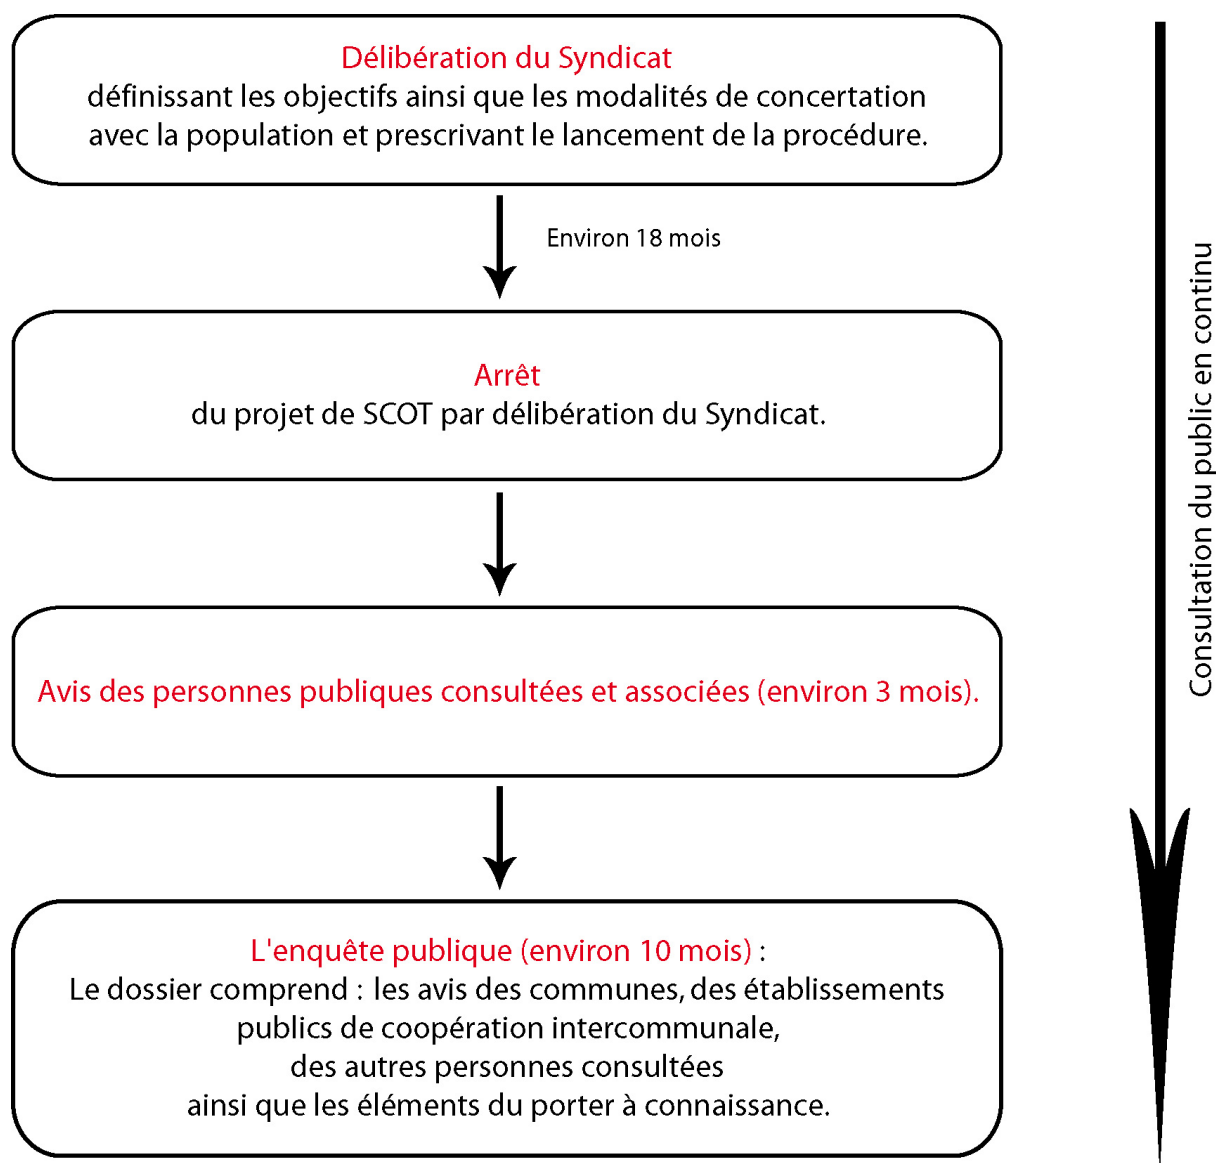 Délibération du Syndicat
définissant les objectifs ainsi que les modalités de concertation
avec la population et prescrivant le lancement de la procédure.
Environ 18 mois
Arrêt
du projet de SCOT par délibération du Syndicat.
Avis des personnes publiques consultées et associées (environ 3 mois).
L'enquête publique (environ 10 mois) :
Le dossier comprend : les avis des communes, des établissements
publics de coopération intercommunale,
des autres personnes consultées
ainsi que les éléments du porter à connaissance.
Consultation du public en continu